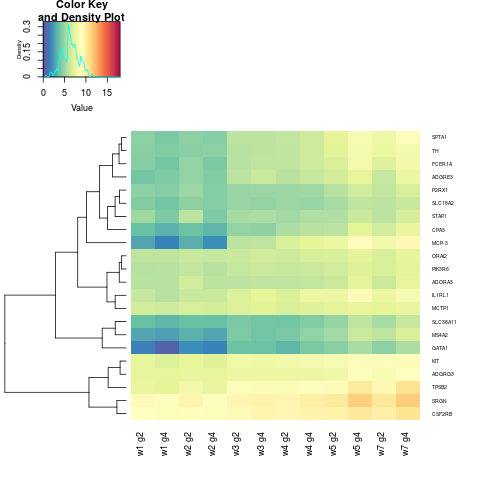 Color Key
and Density Plot
Density
0 0.15 0.3
0 5 10 15
Value
SPTA1
TH
FCER1A
ADGRE3
P2RX1
SLC18A2
STAP1
CPA3
MCP-3
ORAI2
PIK3R6
ADORA3
IL1RL1
MCTP1
SLC38A11
MS4A2
GATA1
KIT
ADGRG3
TPSB2
SRGN
CSF2RB
w1 g2
w1 g4
w2 g2
w2 g4
w3 g2
w3 g4
w4 g2
w4 g4
w5 g2
w5 g4
w7 g2
w7 g4